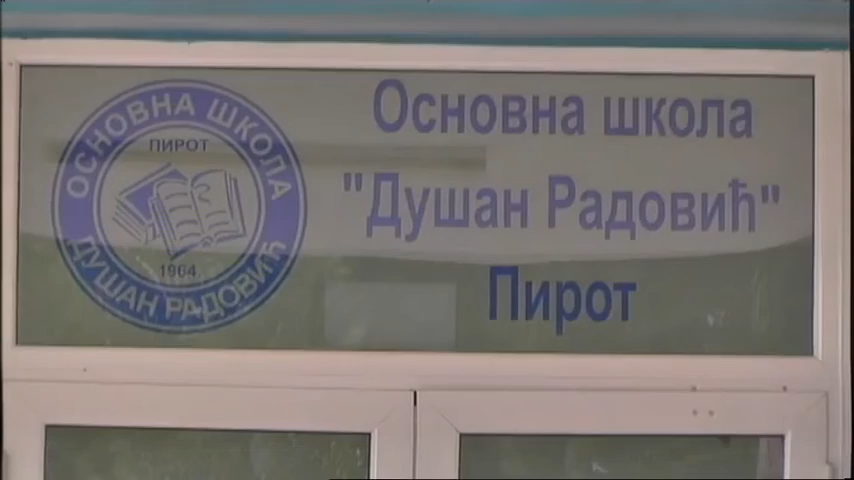 ОСНОВНА ШКОЛА
ПИРОТ
1964.
ДУШАН РАДОВИЋ
Основна школа
"Душан Радовић"
Пирот